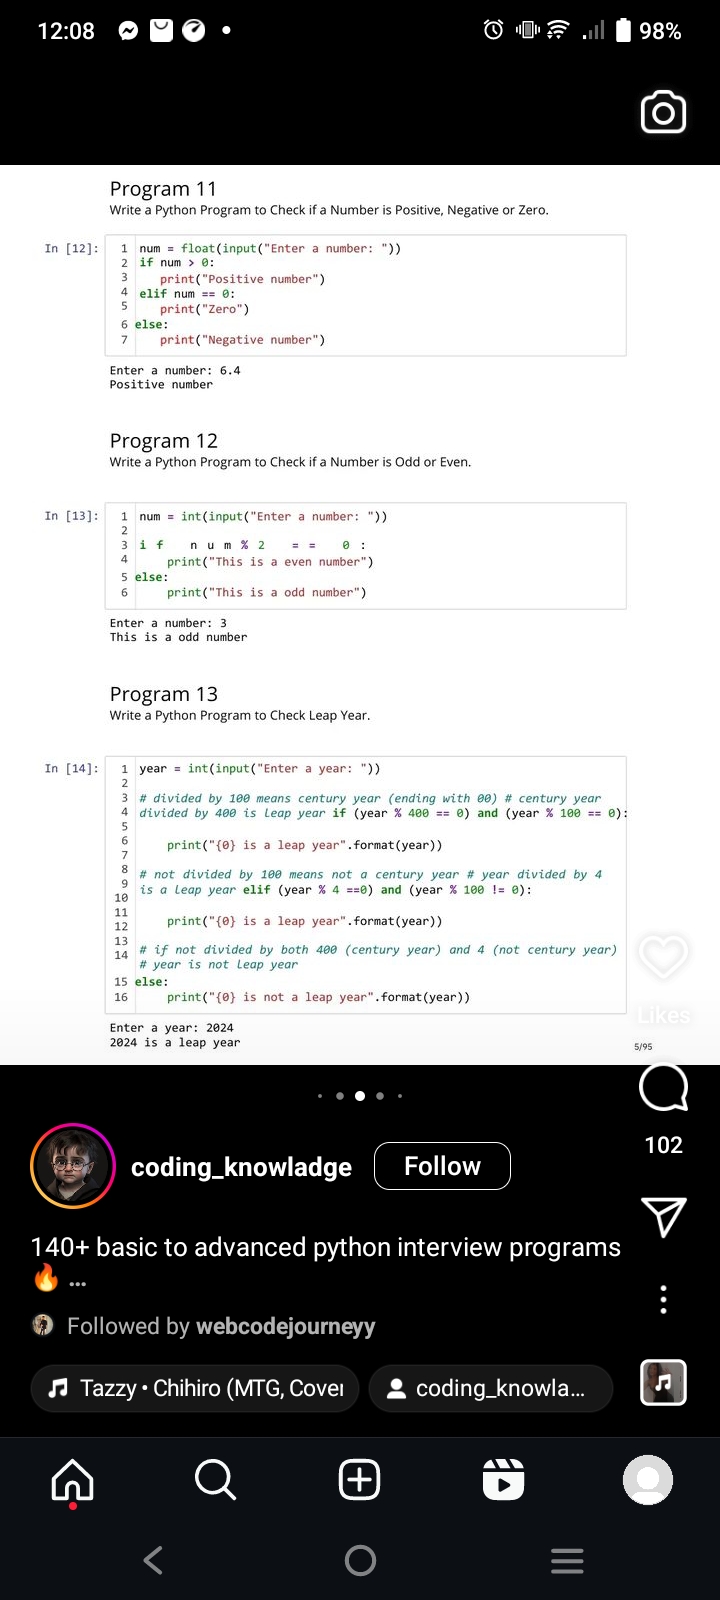 12:08
98%
Program 11
Write a Python Program to Check if a Number is Positive, Negative or Zero.
In [12]:
1 num = float(input("Enter a number: "))
2 if num > 0:
3 print("Positive number")
4 elif num == 0:
5 print("Zero")
6 else:
7 print("Negative number")
Enter a number: 6.4
Positive number
Program 12
Write a Python Program to Check if a Number is Odd or Even.
In [13]:
1 num = int(input("Enter a number: "))
2
3 i f n u m % 2 = = 0 :
4 print("This is a even number")
5 else:
6 print("This is a odd number")
Enter a number: 3
This is a odd number
Program 13
Write a Python Program to Check Leap Year.
In [14]:
1 year = int(input("Enter a year: "))
2
3 # divided by 100 means century year (ending with 00) # century year
4 divided by 400 is leap year if (year % 400 == 0) and (year % 100 == 0):
5
6 print("{0} is a leap year".format(year))
7
8 # not divided by 100 means not a century year # year divided by 4
9 is a leap year elif (year % 4 ==0) and (year % 100 != 0):
10
11
12 print("{0} is a leap year".format(year))
13
14 # if not divided by both 400 (century year) and 4 (not century year)
# year is not leap year
15 else:
16 print("{0} is not a leap year".format(year))
Enter a year: 2024
2024 is a leap year
Likes
5/95
102
coding_knowladge
Follow
140+ basic to advanced python interview programs
🔥 ...
Followed by webcodejourneyy
Tazzy • Chihiro (MTG, Cover
coding_knowla...